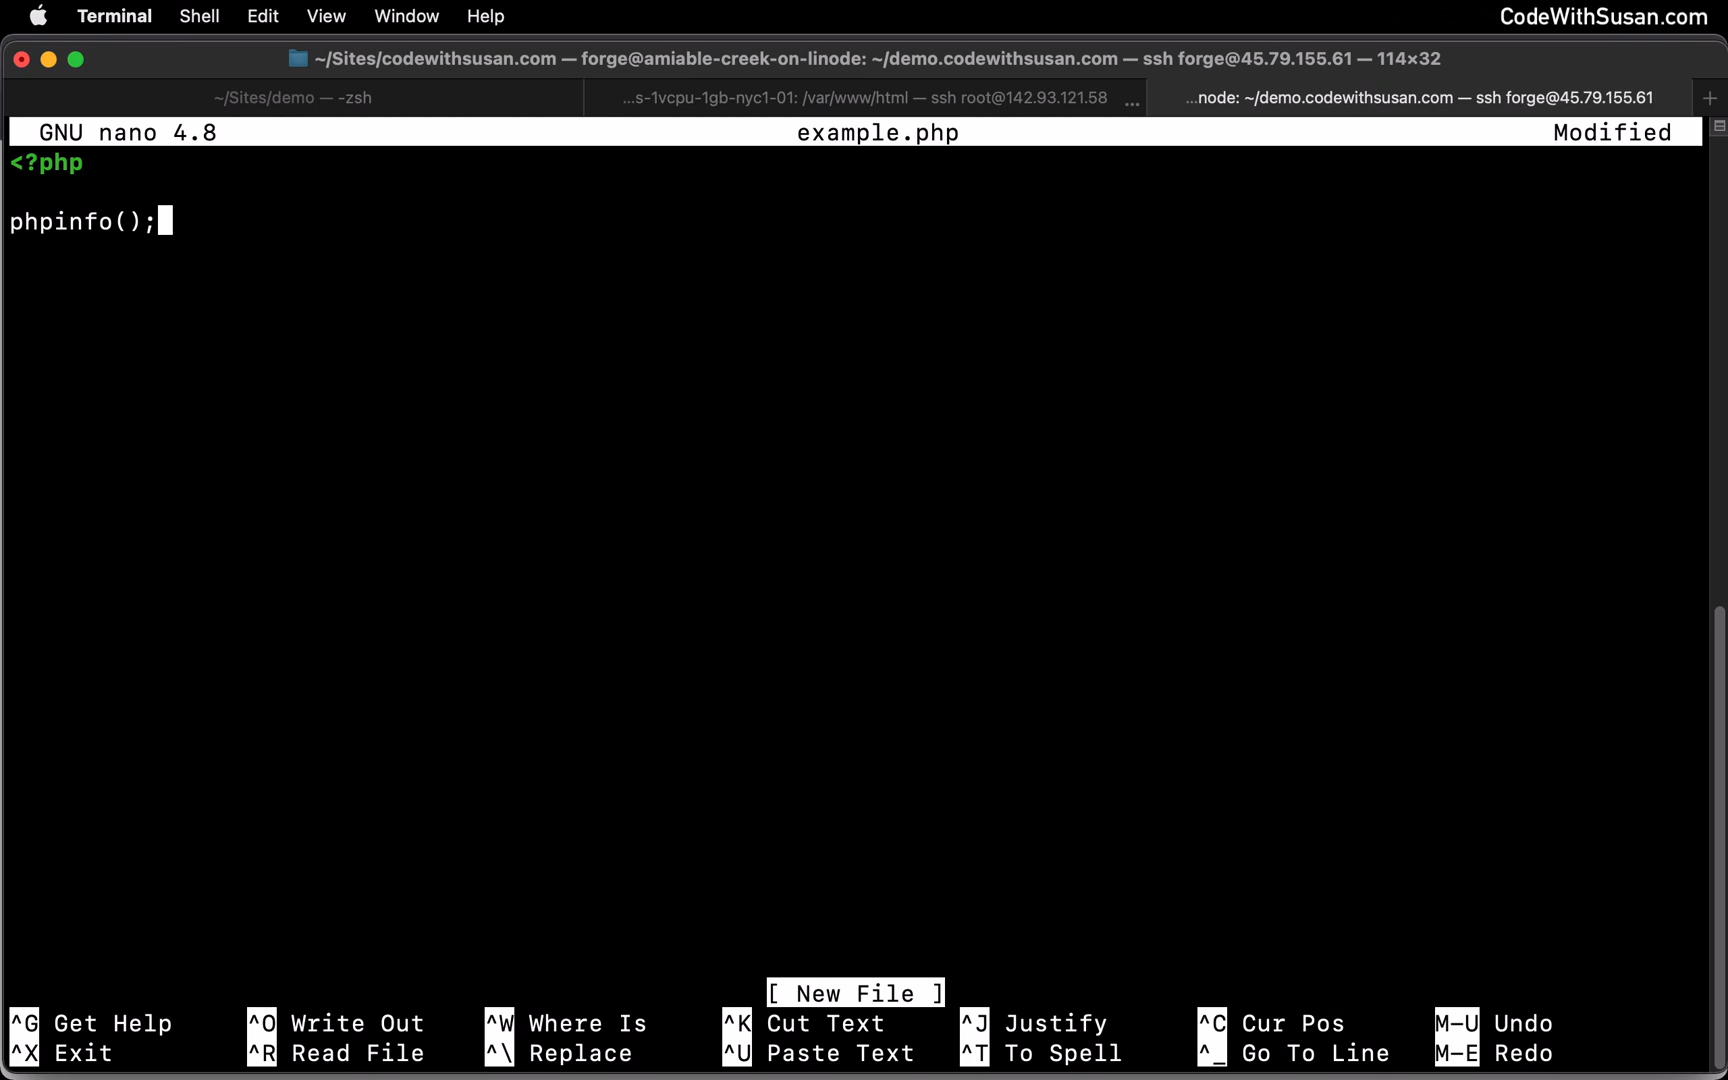 Terminal Shell Edit View Window Help CodeWithSusan.com
~/Sites/codewithsusan.com — forge@amiable-creek-on-linode: ~/demo.codewithsusan.com — ssh forge@45.79.155.61 — 114×32
~/Sites/demo — -zsh ...s-1vcpu-1gb-nyc1-01: /var/www/html — ssh root@142.93.121.58 ... ...node: ~/demo.codewithsusan.com — ssh forge@45.79.155.61 +
GNU nano 4.8 example.php Modified
<?php
phpinfo();
[ New File ]
^G Get Help ^O Write Out ^W Where Is ^K Cut Text ^J Justify ^C Cur Pos M-U Undo
^X Exit ^R Read File ^\ Replace ^U Paste Text ^T To Spell ^_ Go To Line M-E Redo